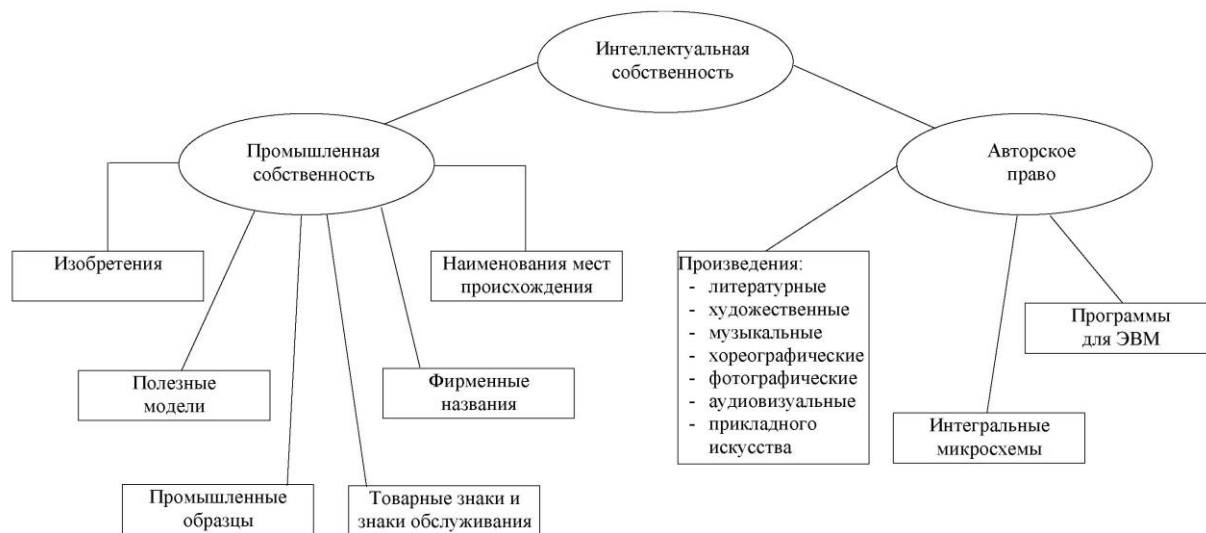 Интеллектуальная
собственность
Промышленная
собственность
Авторское
право
Изобретения
Наименования мест
происхождения
Произведения:
- литературные
- художественные
- музыкальные
- хореографические
- фотографические
- аудиовизуальные
- прикладного
искусства
Программы
для ЭВМ
Полезные
модели
Фирменные
названия
Интегральные
микросхемы
Промышленные
образцы
Товарные знаки и
знаки обслуживания